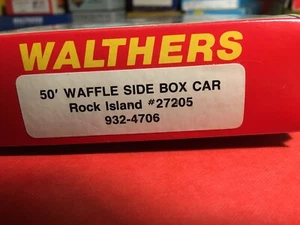 WALTHERS
50' WAFFLE SIDE BOX CAR
Rock Island #27205
932-4706